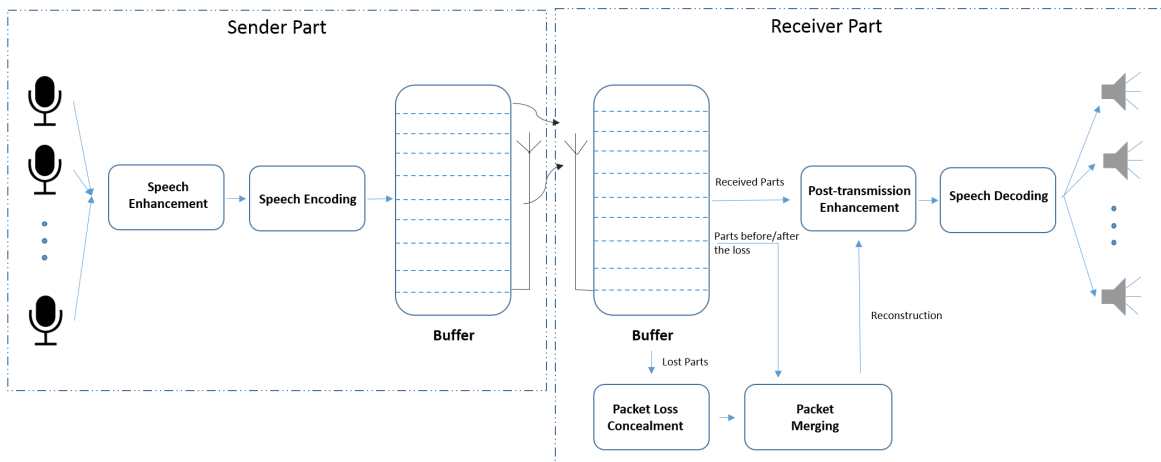 Sender Part
Receiver Part
Speech
Enhancement
Speech Encoding
Buffer
Buffer
Received Parts
Parts before/after
the loss
Post-transmission
Enhancement
Speech Decoding
Reconstruction
Lost Parts
Packet Loss
Concealment
Packet
Merging